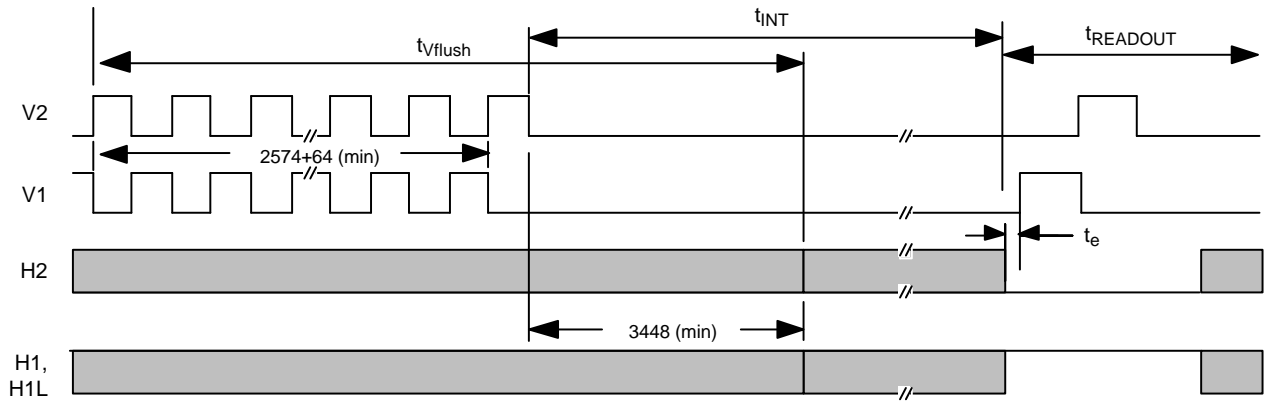 tINT
tVflush
tREADOUT
V2
2574+64 (min)
V1
te
H2
3448 (min)
H1,
H1L